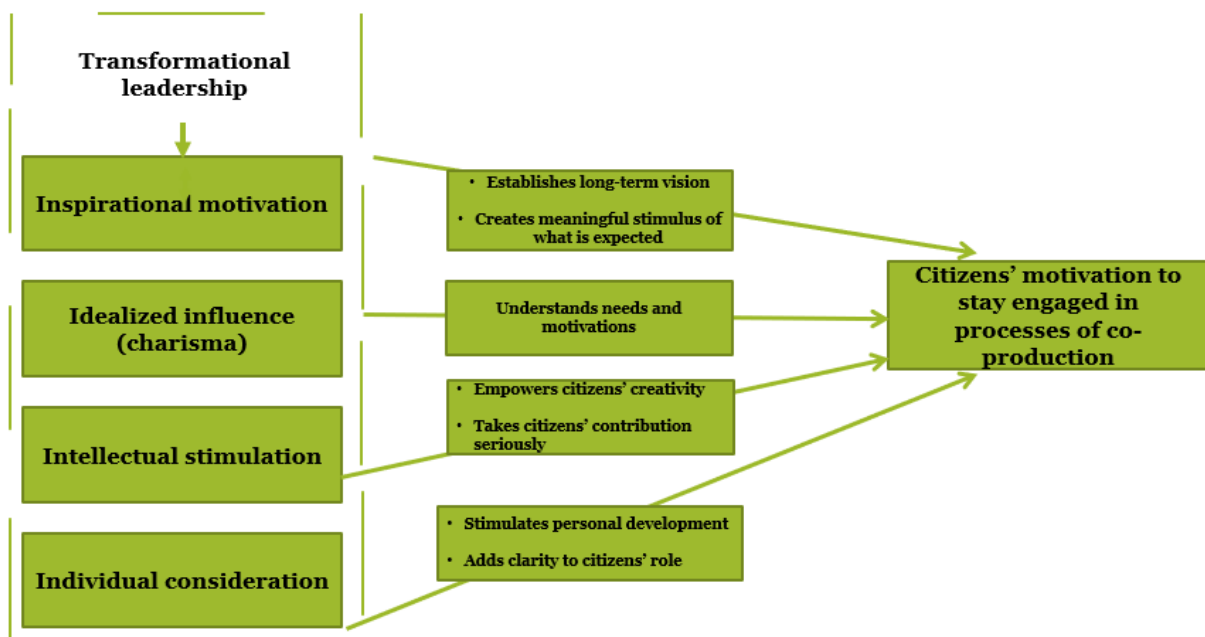 Transformational
leadership
Inspirational motivation
Idealized influence
(charisma)
Intellectual stimulation
Individual consideration
• Establishes long-term vision
• Creates meaningful stimulus of
what is expected
Understands needs and
motivations
• Empowers citizens’ creativity
• Takes citizens’ contribution
seriously
• Stimulates personal development
• Adds clarity to citizens’ role
Citizens’ motivation to
stay engaged in
processes of co-
production